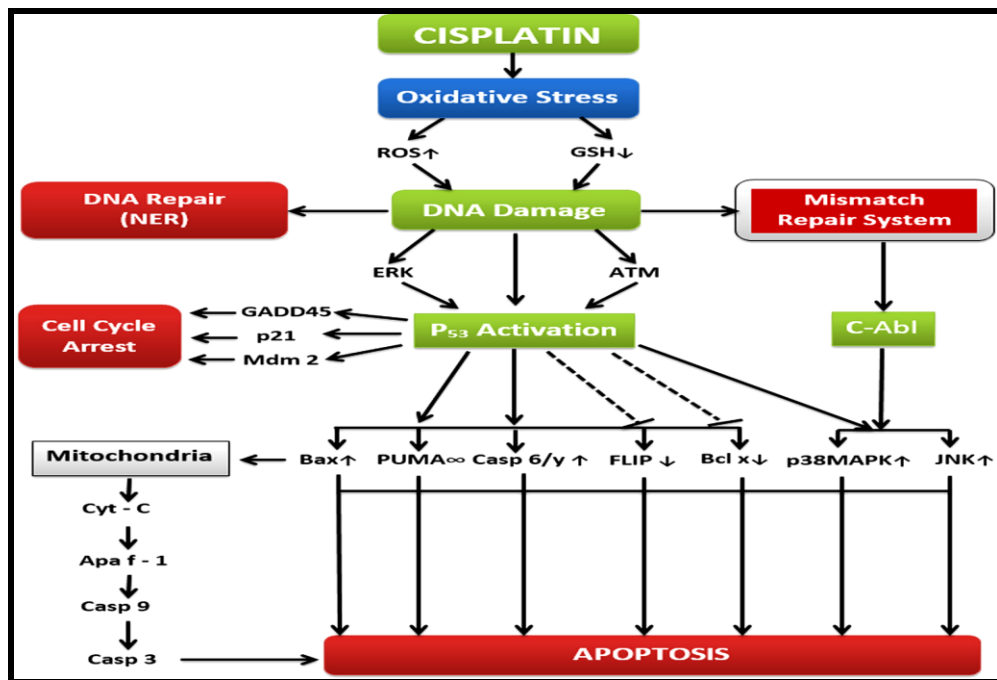 CISPLATIN
Oxidative Stress
ROS↑
GSH↓
DNA Repair
(NER)
DNA Damage
Mismatch
Repair System
ERK
ATM
Cell Cycle
Arrest
GADD45
p21
Mdm 2
P₅₃ Activation
C-Abl
Mitochondria
Bax↑
PUMA∞
Casp 6/y ↑
FLIP ↓
Bcl x↓
p38MAPK↑
JNK↑
Cyt - C
Apa f - 1
Casp 9
Casp 3
APOPTOSIS